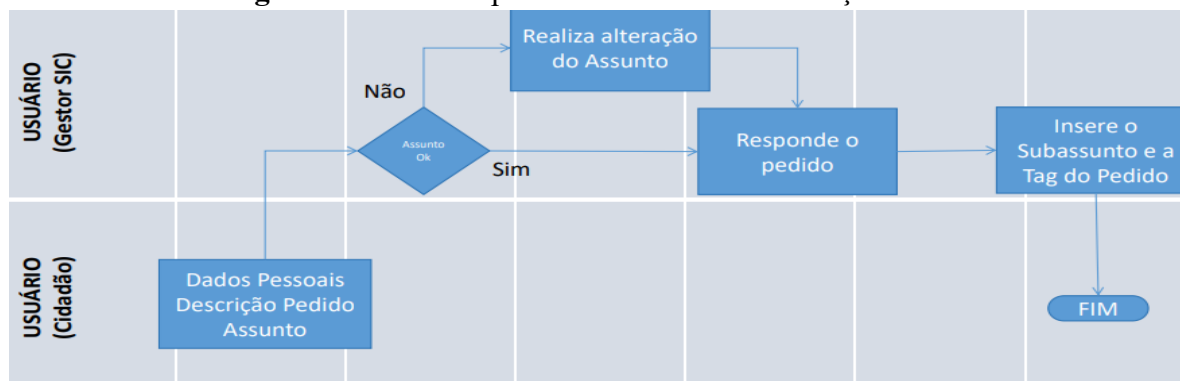 USUÁRIO
(Gestor SIC)
Realiza alteração
do Assunto
Não
Assunto
Ok
Sim
Responde o
pedido
Insere o
Subassunto e a
Tag do Pedido
USUÁRIO
(Cidadão)
Dados Pessoais
Descrição Pedido
Assunto
FIM